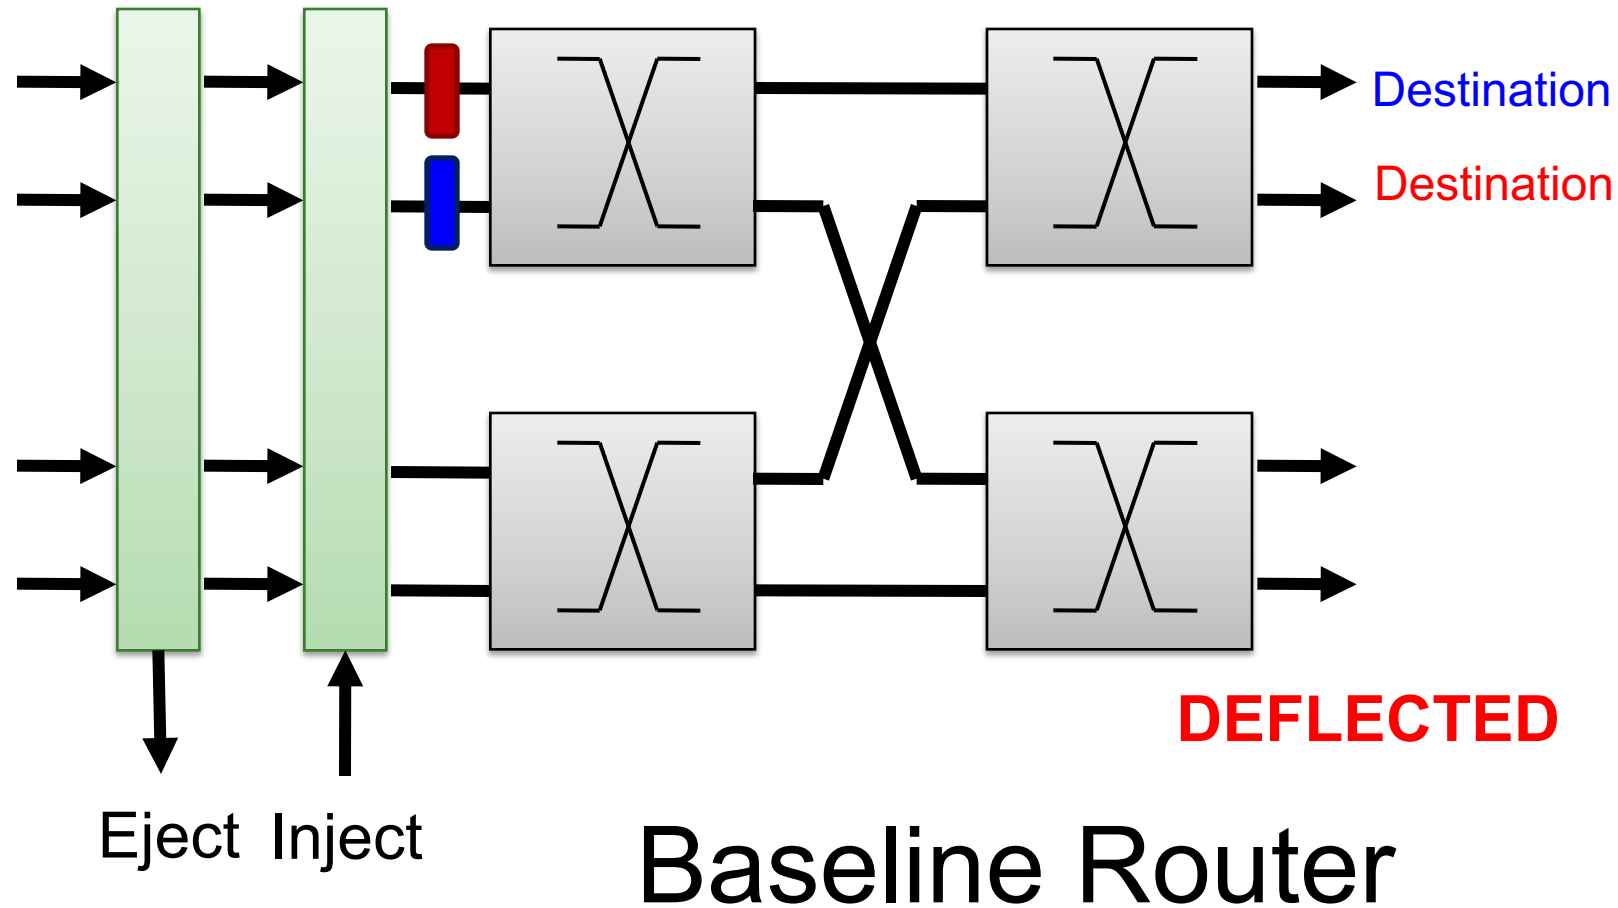 Destination
Destination
DEFLECTED
Eject
Inject
Baseline Router